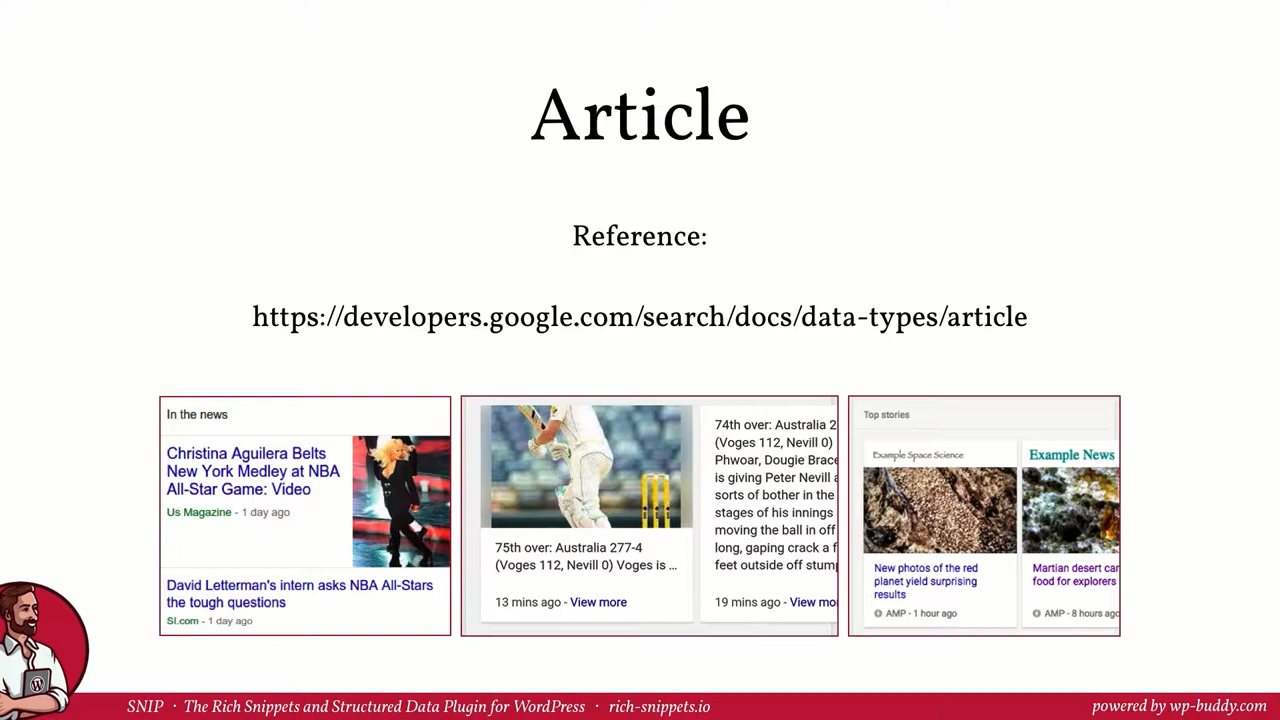 Article
Reference:
https://developers.google.com/search/docs/data-types/article
In the news
Christina Aguilera Belts
New York Medley at NBA
All-Star Game: Video
Us Magazine - 1 day ago
David Letterman's intern asks NBA All-Stars
the tough questions
SI.com - 1 day ago
75th over: Australia 277-4
(Voges 112, Nevill 0) Voges is ...
13 mins ago - View more
74th over: Australia 2
(Voges 112, Nevill 0)
Phwoar, Dougie Brace
is giving Peter Nevill a
sorts of bother in the
stages of his innings
moving the ball in off
long, gaping crack a f
feet outside off stump
19 mins ago - View mor
Top stories
Example Space Science
New photos of the red
planet yield surprising
results
AMP - 1 hour ago
Example News
Martian desert car
food for explorers
AMP - 8 hours ago
SNIP · The Rich Snippets and Structured Data Plugin for WordPress · rich-snippets.io
powered by wp-buddy.com